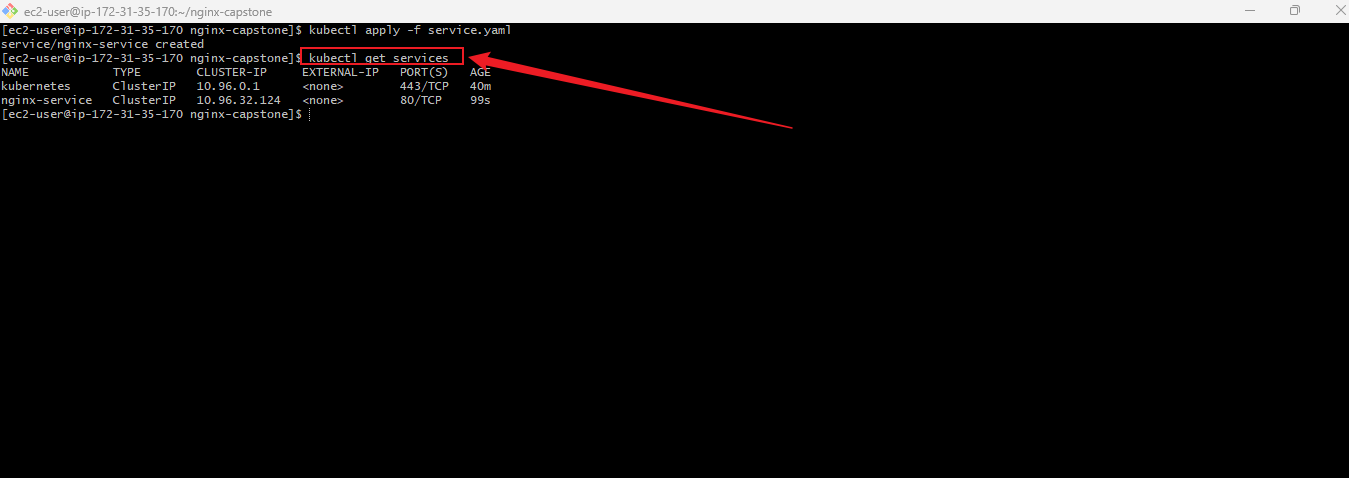 ec2-user@ip-172-31-35-170:~/nginx-capstone
[ec2-user@ip-172-31-35-170 nginx-capstone]$ kubectl apply -f service.yaml
service/nginx-service created
[ec2-user@ip-172-31-35-170 nginx-capstone]$ kubectl get services
NAME            TYPE        CLUSTER-IP     EXTERNAL-IP   PORT(S)   AGE
kubernetes      ClusterIP   10.96.0.1      <none>        443/TCP   40m
nginx-service   ClusterIP   10.96.32.124   <none>        80/TCP    99s
[ec2-user@ip-172-31-35-170 nginx-capstone]$